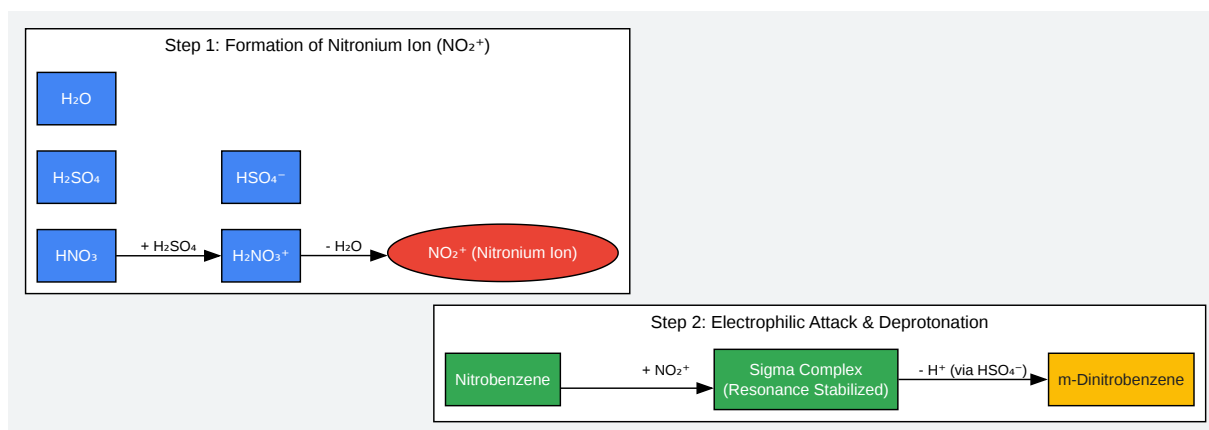 Step 1: Formation of Nitronium Ion (NO₂⁺)
H₂O
H₂SO₄
HSO₄⁻
HNO₃
+ H₂SO₄
H₂NO₃⁺
- H₂O
NO₂⁺ (Nitronium Ion)
Step 2: Electrophilic Attack & Deprotonation
Nitrobenzene
+ NO₂⁺
Sigma Complex
(Resonance Stabilized)
- H⁺ (via HSO₄⁻)
m-Dinitrobenzene